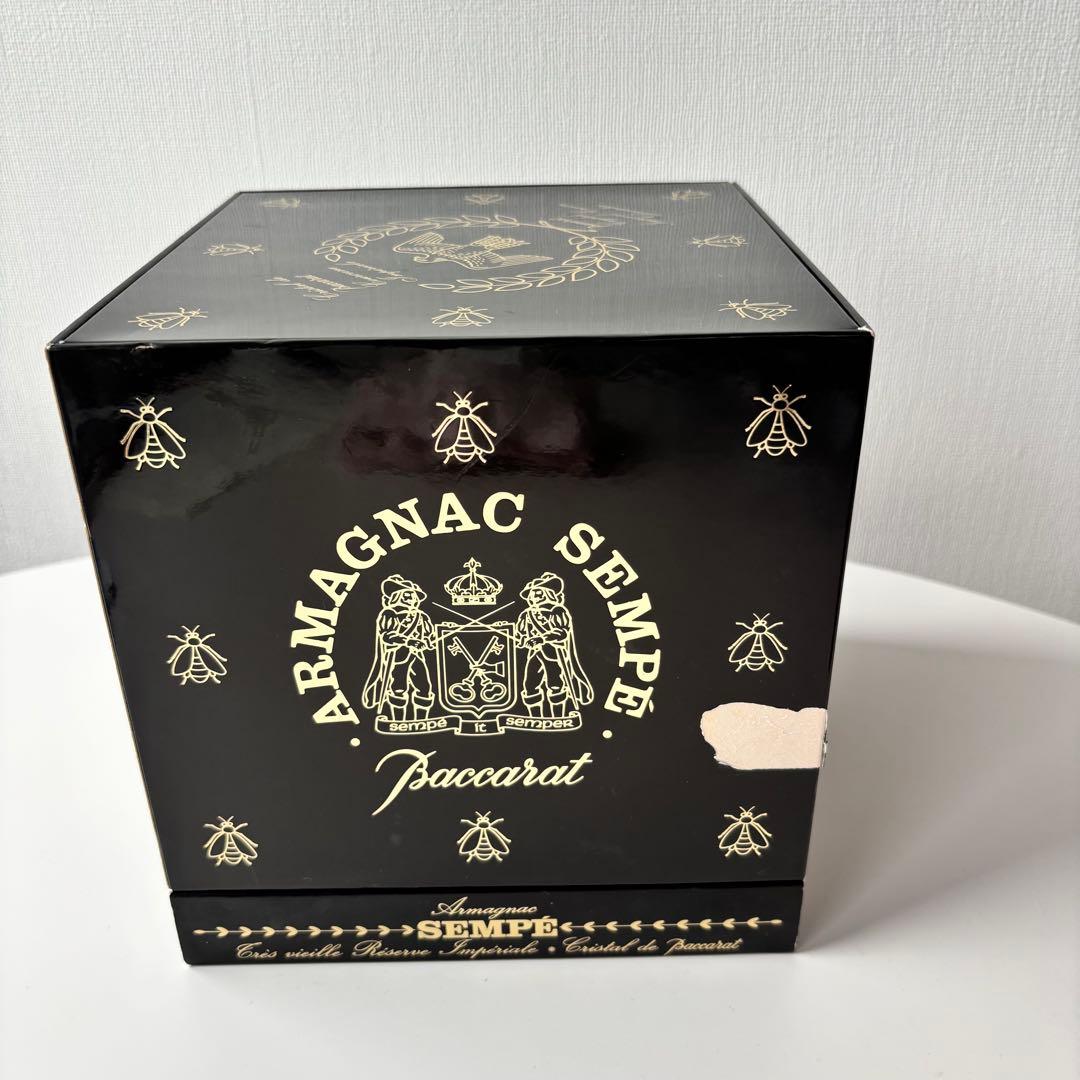 ARMAGNAC SEMPÉ
sempé it semper
Baccarat
Armagnac
SEMPÉ
Très vieille Réserve Impériale • Cristal de Baccarat